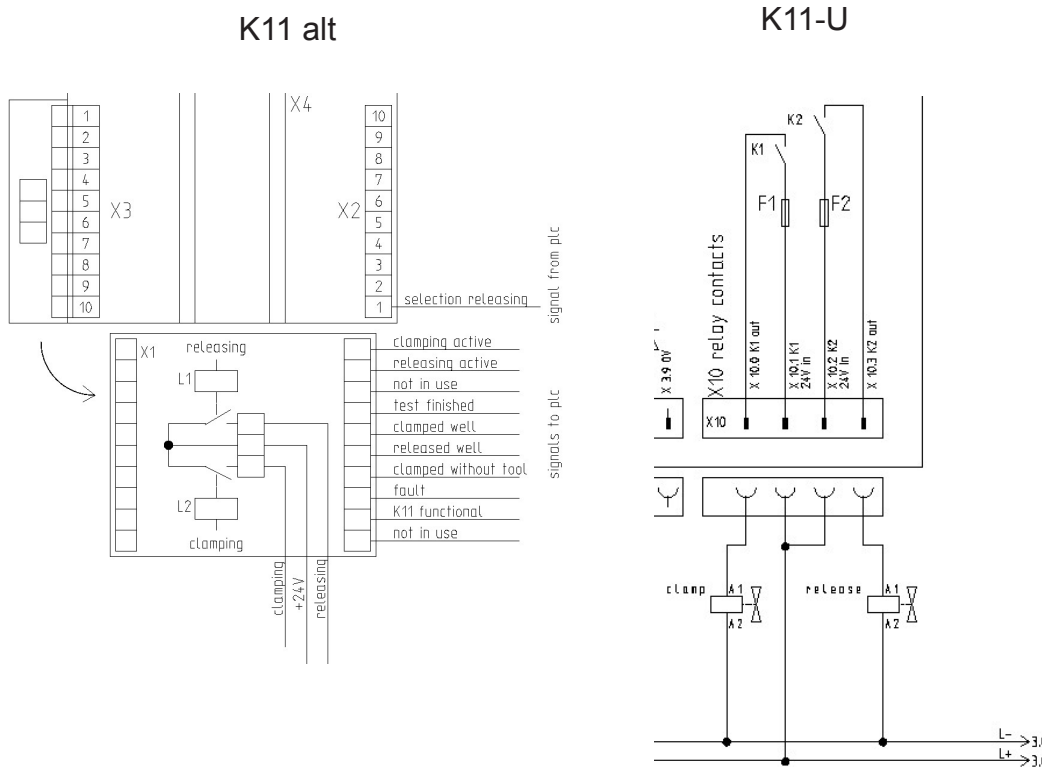 K11 alt
K11-U
X4
1
2
3
4
5
6
7
8
9
10
X3
X2
10
9
8
7
6
5
4
3
2
1
selection releasing
signal from plc
X1
releasing
L1
L2
clamping
clamping active
releasing active
not in use
test finished
clamped well
released well
clamped without tool
fault
K11 functional
not in use
signals to plc
clamping
+24V
releasing
K2
K1
F1
F2
X10 relay contacts
X 3.9 0V
X 10.0 K1 out
X 10.1 K1
24V in
X 10.2 K2
24V In
X 10.3 K2 out
X10
clamp
A1
A2
release
A1
A2
L-
L+